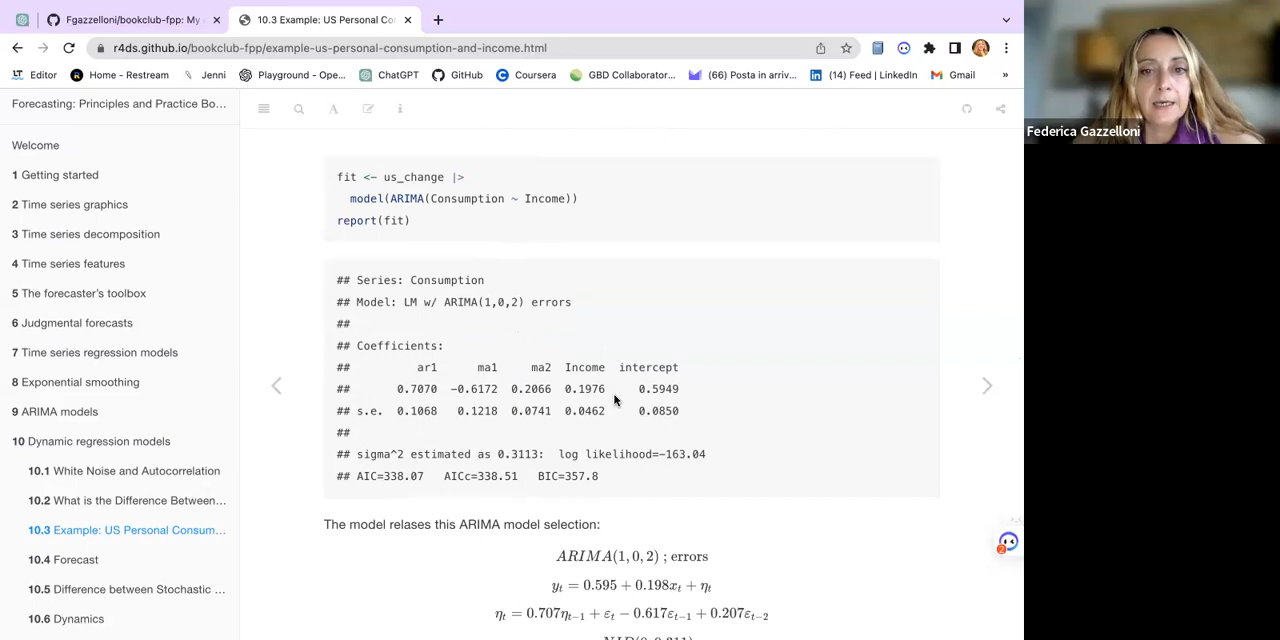 Fgazzelloni/bookclub-fpp: My
10.3 Example: US Personal Co
r4ds.github.io/bookclub-fpp/example-us-personal-consumption-and-income.html
Editor
Home - Restream
Jenni
Playground - Ope...
ChatGPT
GitHub
Coursera
GBD Collaborator...
(66) Posta in arriv...
(14) Feed | LinkedIn
Gmail
»
Federica Gazzelloni
Forecasting: Principles and Practice Bo...
Welcome
1 Getting started
2 Time series graphics
3 Time series decomposition
4 Time series features
5 The forecaster's toolbox
6 Judgmental forecasts
7 Time series regression models
8 Exponential smoothing
9 ARIMA models
10 Dynamic regression models
10.1 White Noise and Autocorrelation
10.2 What is the Difference Between...
10.3 Example: US Personal Consum...
10.4 Forecast
10.5 Difference between Stochastic ...
10.6 Dynamics
fit <- us_change |>
model(ARIMA(Consumption ~ Income))
report(fit)
## Series: Consumption
## Model: LM w/ ARIMA(1,0,2) errors
##
## Coefficients:
## ar1 ma1 ma2 Income intercept
## 0.7070 -0.6172 0.2066 0.1976 0.5949
## s.e. 0.1068 0.1218 0.0741 0.0462 0.0850
##
## sigma^2 estimated as 0.3113: log likelihood=-163.04
## AIC=338.07 AICc=338.51 BIC=357.8
The model relases this ARIMA model selection:
ARIMA(1, 0, 2) ; errors
yₜ = 0.595 + 0.198xₜ + ηₜ
ηₜ = 0.707ηₜ₋₁ + εₜ − 0.617εₜ₋₁ + 0.207εₜ₋₂
2